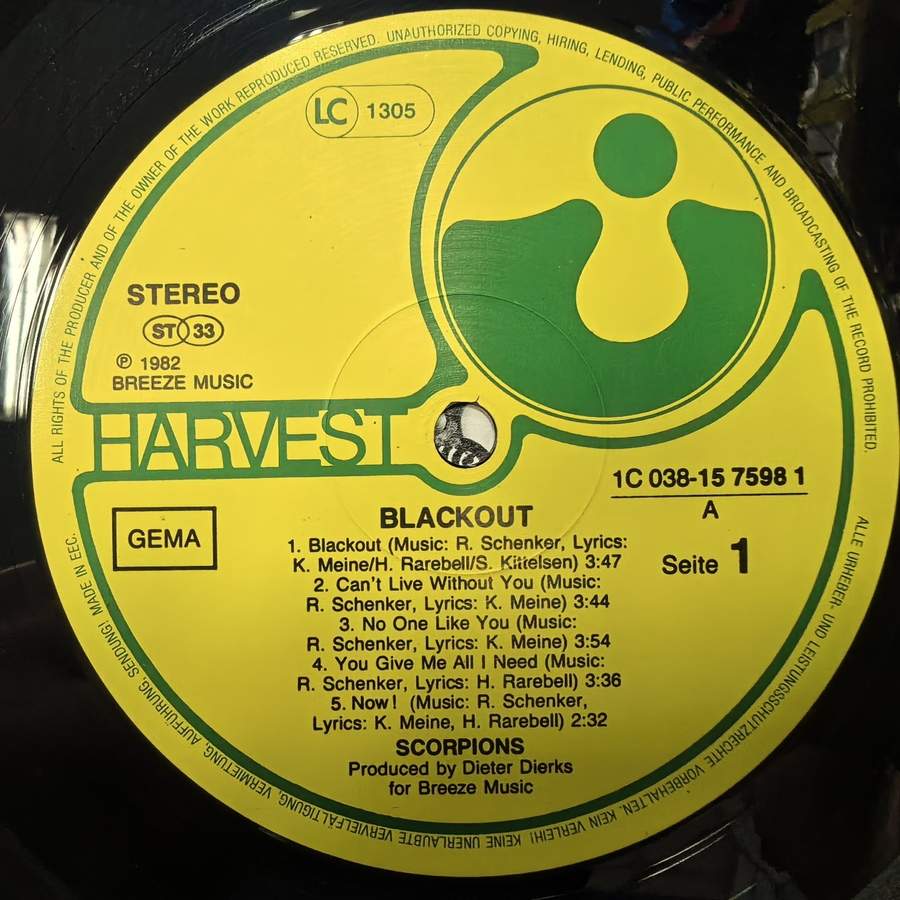 ALL RIGHTS OF THE PRODUCER AND OF THE OWNER OF THE WORK REPRODUCED RESERVED. UNAUTHORIZED COPYING, HIRING, LENDING, PUBLIC PERFORMANCE AND BROADCASTING OF THE RECORD PROHIBITED.
LC 1305
STEREO
ST 33
℗ 1982
BREEZE MUSIC
HARVEST
GEMA
1C 038-15 7598 1
A
Seite 1
BLACKOUT
1. Blackout (Music: R. Schenker, Lyrics:
K. Meine/H. Rarebell/S. Kittelsen) 3:47
2. Can't Live Without You (Music:
R. Schenker, Lyrics: K. Meine) 3:44
3. No One Like You (Music:
R. Schenker, Lyrics: K. Meine) 3:54
4. You Give Me All I Need (Music:
R. Schenker, Lyrics: H. Rarebell) 3:36
5. Now! (Music: R. Schenker,
Lyrics: K. Meine, H. Rarebell) 2:32
SCORPIONS
Produced by Dieter Dierks
for Breeze Music
ALLE URHEBER- UND LEISTUNGSSCHUTZRECHTE VORBEHALTEN. KEIN VERLEIH! KEINE UNERLAUBTE VERVIELFÄLTIGUNG, VERMIETUNG, AUFFÜHRUNG, SENDUNG! MADE IN EEC.